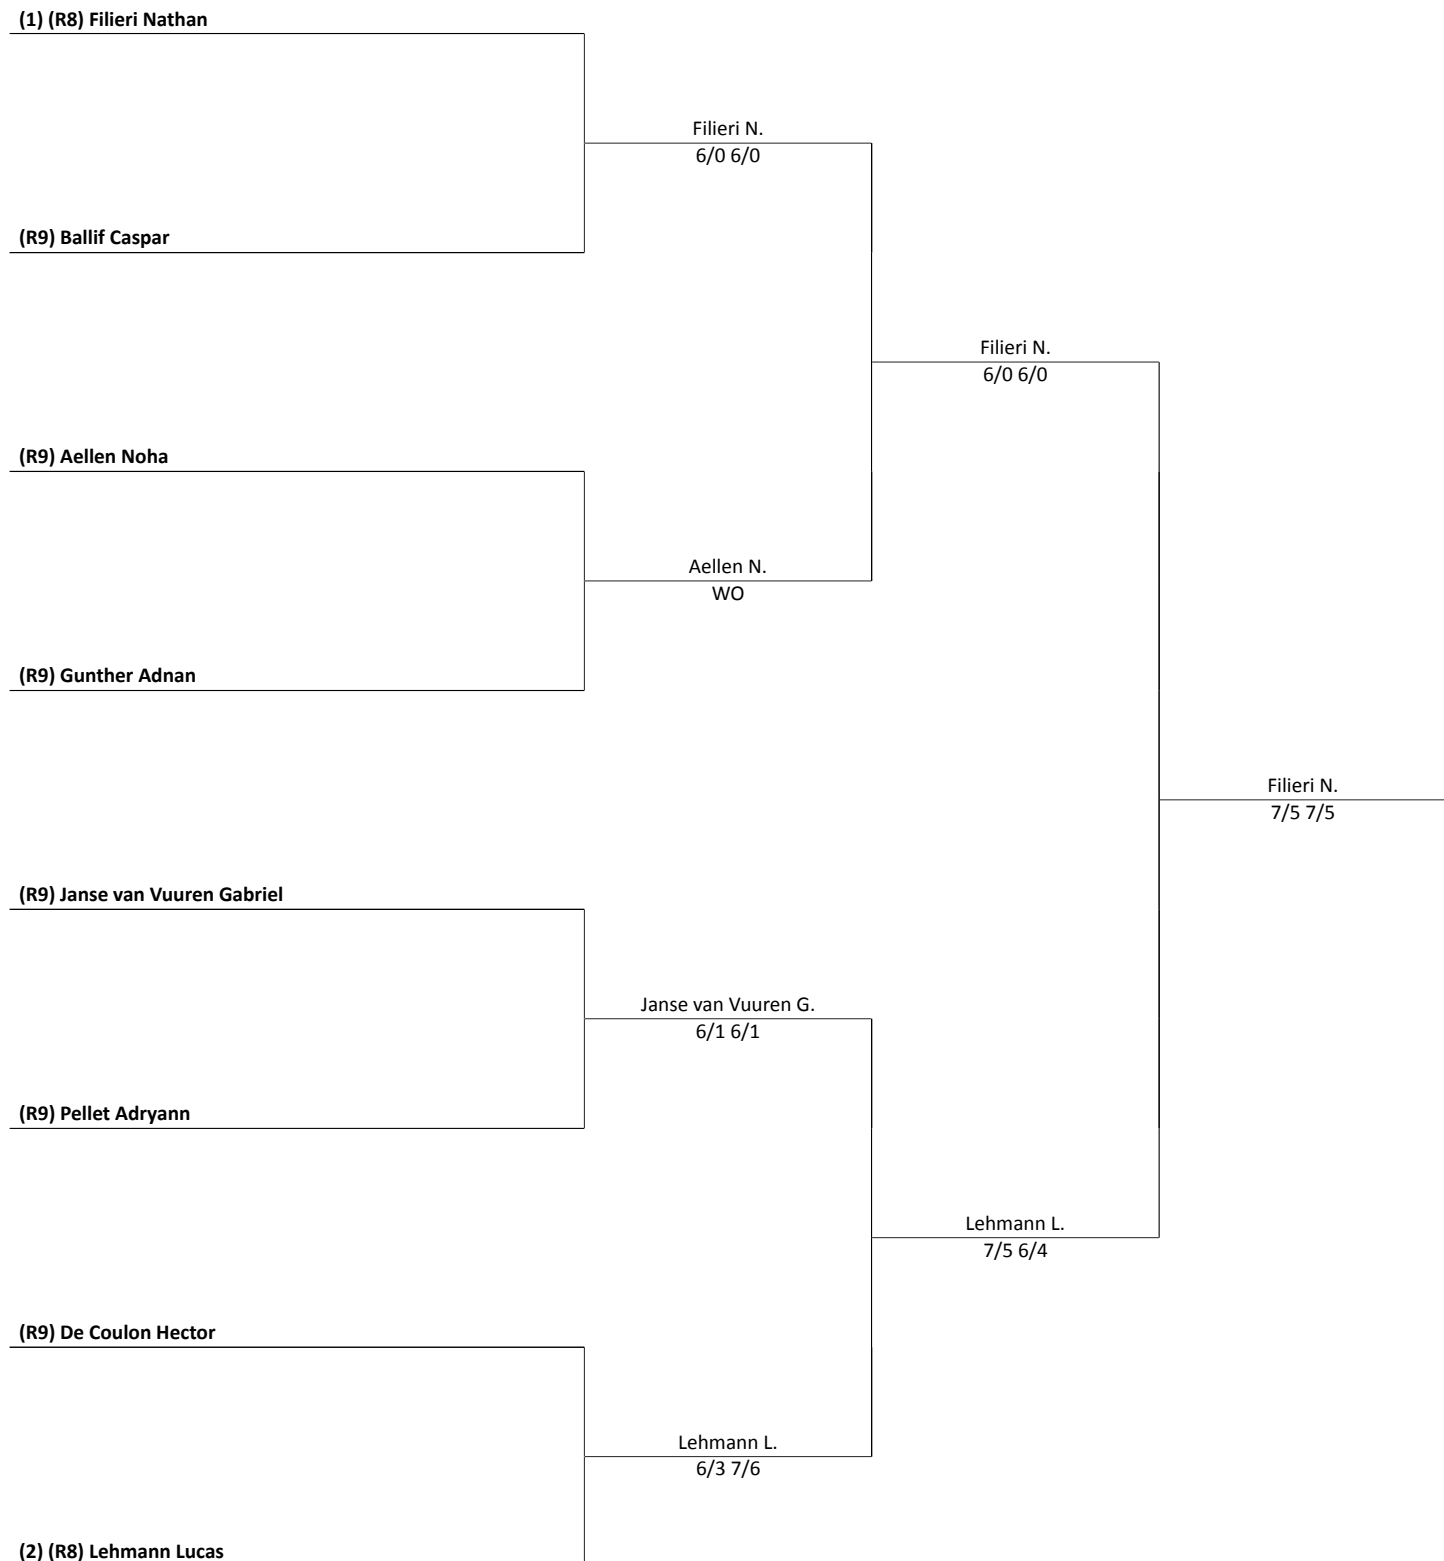 (1) (R8) Filieri Nathan
Filieri N.
6/0 6/0
(R9) Ballif Caspar
Filieri N.
6/0 6/0
(R9) Aellen Noha
Aellen N.
WO
(R9) Gunther Adnan
Filieri N.
7/5 7/5
(R9) Janse van Vuuren Gabriel
Janse van Vuuren G.
6/1 6/1
(R9) Pellet Adryann
Lehmann L.
7/5 6/4
(R9) De Coulon Hector
Lehmann L.
6/3 7/6
(2) (R8) Lehmann Lucas